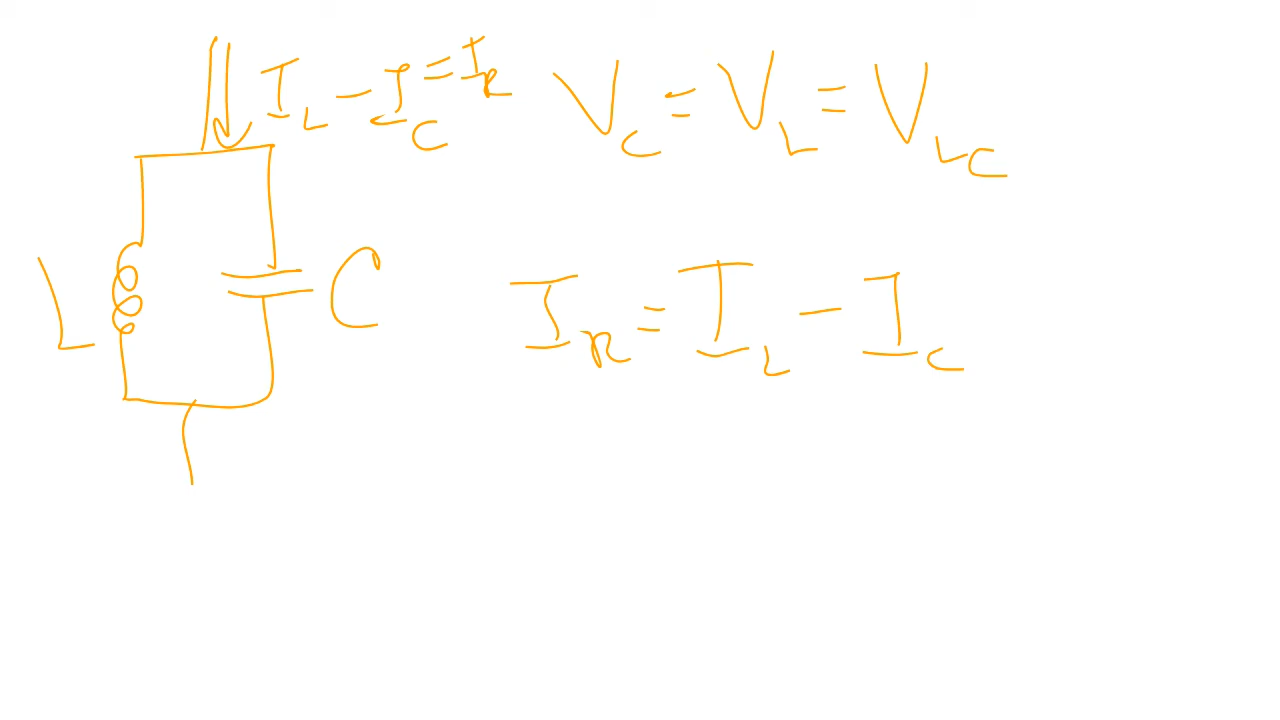 I_L - I_C = I_R
V_C = V_L = V_LC
L
C
I_R = I_L - I_C